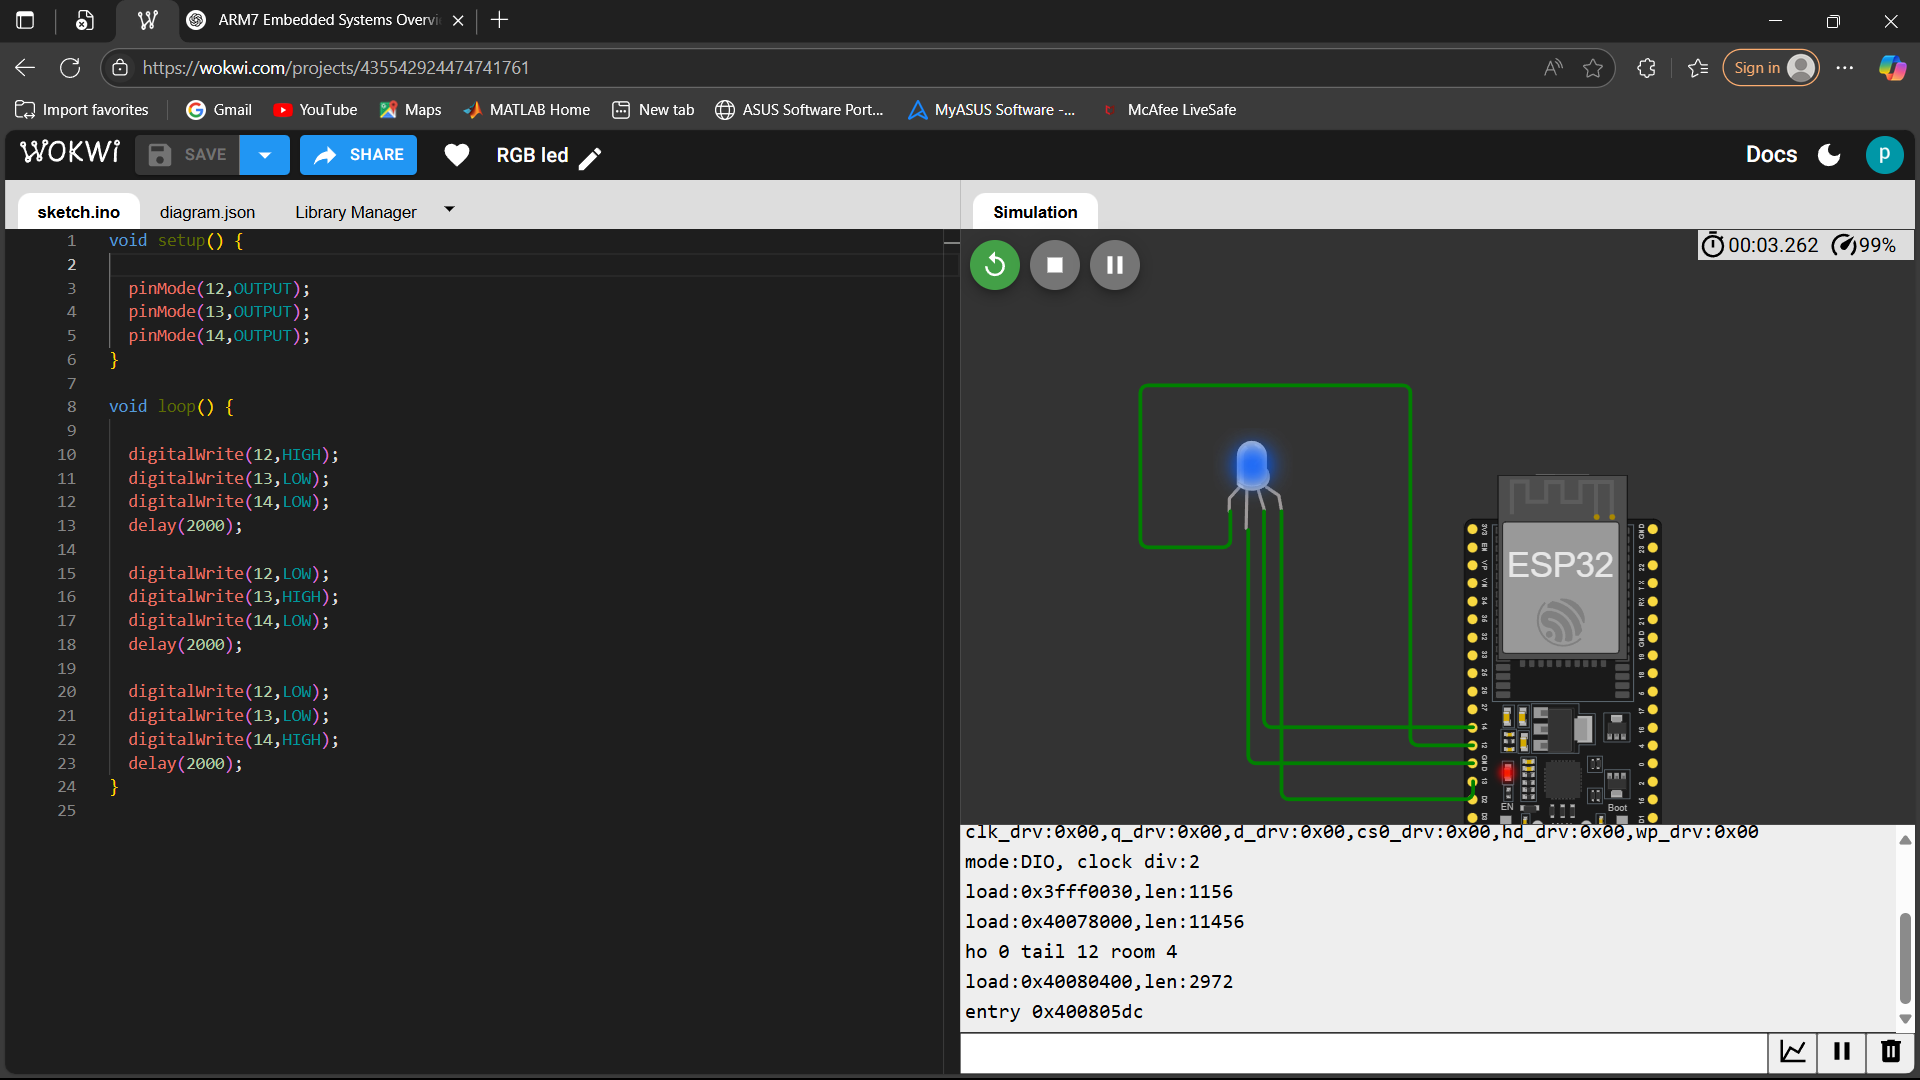 ARM7 Embedded Systems Overvi
https://wokwi.com/projects/435542924474741761
Sign in
Import favorites
Gmail
YouTube
Maps
MATLAB Home
New tab
ASUS Software Port...
MyASUS Software -...
McAfee LiveSafe
WOKWi
SAVE
SHARE
RGB led
Docs
p
sketch.ino
diagram.json
Library Manager
Simulation
00:03.262
99%
1 void setup() {
2
3 pinMode(12,OUTPUT);
4 pinMode(13,OUTPUT);
5 pinMode(14,OUTPUT);
6 }
7
8 void loop() {
9
10 digitalWrite(12,HIGH);
11 digitalWrite(13,LOW);
12 digitalWrite(14,LOW);
13 delay(2000);
14
15 digitalWrite(12,LOW);
16 digitalWrite(13,HIGH);
17 digitalWrite(14,LOW);
18 delay(2000);
19
20 digitalWrite(12,LOW);
21 digitalWrite(13,LOW);
22 digitalWrite(14,HIGH);
23 delay(2000);
24 }
25
ESP32
EN
Boot
clk_drv:0x00,q_drv:0x00,d_drv:0x00,cs0_drv:0x00,hd_drv:0x00,wp_drv:0x00
mode:DIO, clock div:2
load:0x3fff0030,len:1156
load:0x40078000,len:11456
ho 0 tail 12 room 4
load:0x40080400,len:2972
entry 0x400805dc